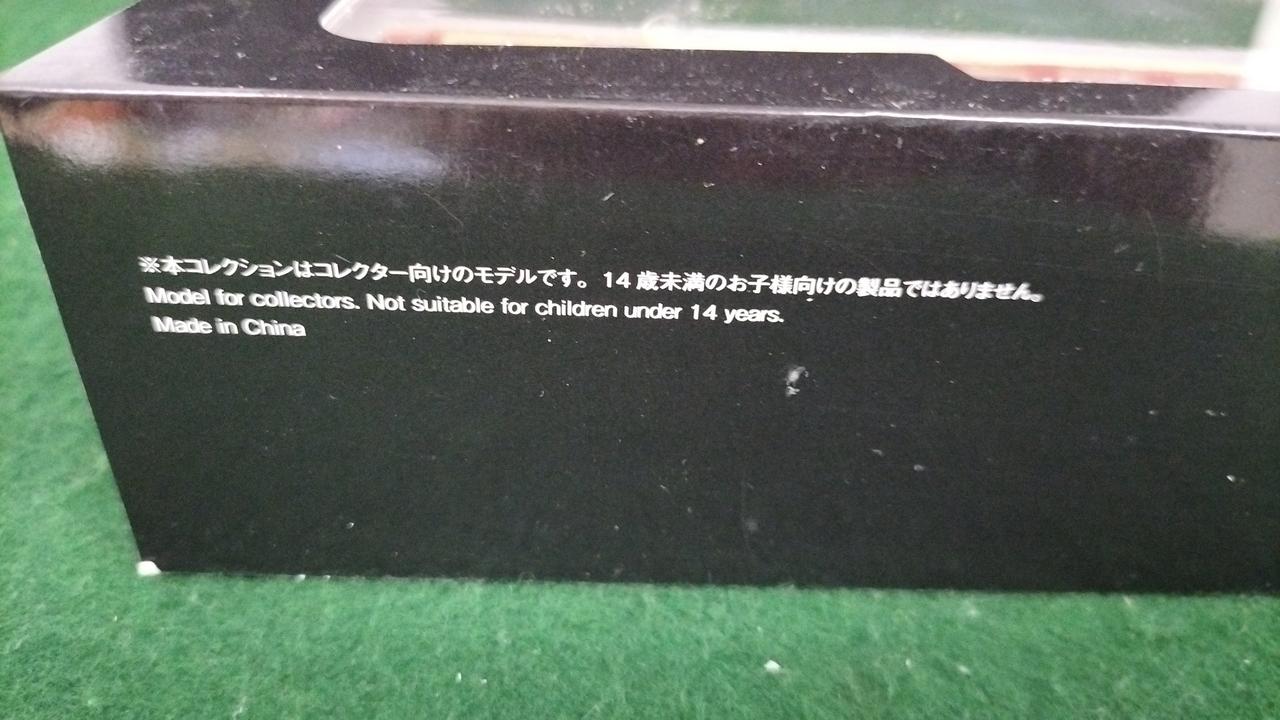 ※本コレクションはコレクター向けのモデルです。14 歳未満のお子様向けの製品ではありません。
Model for collectors. Not suitable for children under 14 years.
Made in China